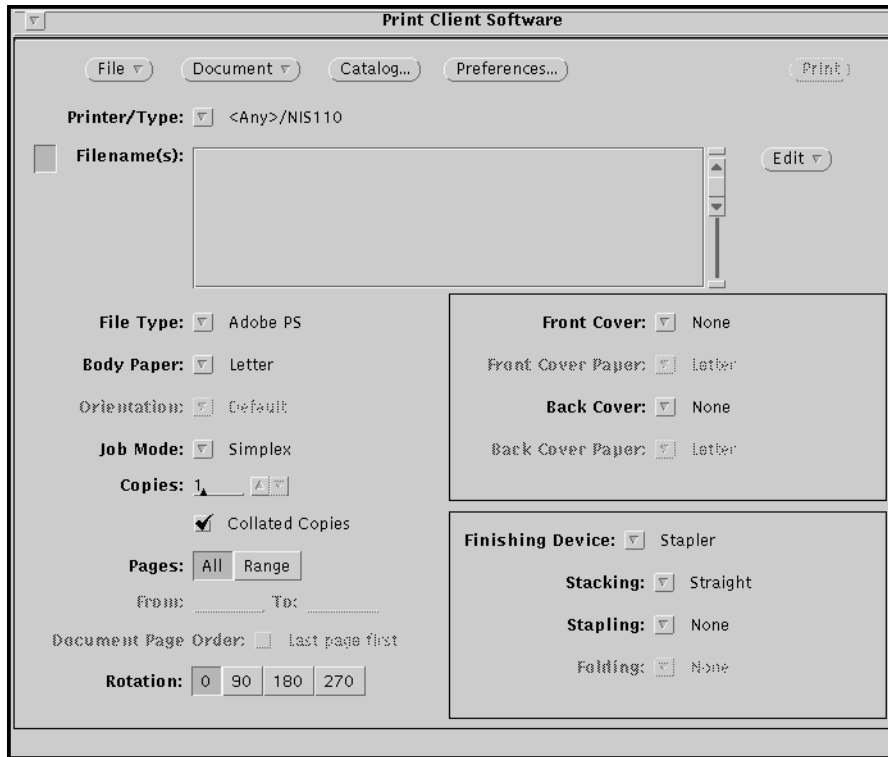 Print Client Software
File Document Catalog... Preferences... Print
Printer/Type: <Any>/NIS110
Filename(s): Edit
File Type: Adobe PS
Body Paper: Letter
Orientation: Default
Job Mode: Simplex
Copies: 1
Collated Copies
Pages: All Range
From: To:
Document Page Order: Last page first
Rotation: 0 90 180 270
Front Cover: None
Front Cover Paper: Letter
Back Cover: None
Back Cover Paper: Letter
Finishing Device: Stapler
Stacking: Straight
Stapling: None
Folding: None